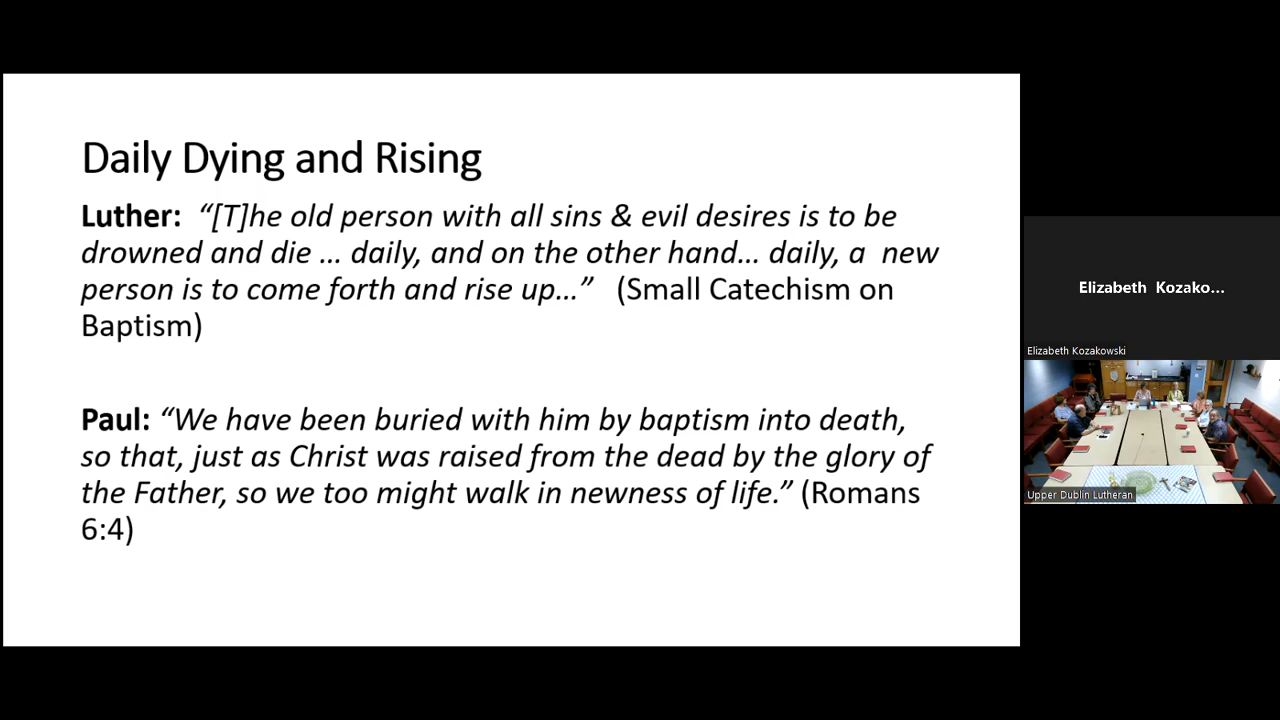 Daily Dying and Rising
Luther: “[T]he old person with all sins & evil desires is to be
drowned and die … daily, and on the other hand… daily, a new
person is to come forth and rise up…” (Small Catechism on
Baptism)
Paul: “We have been buried with him by baptism into death,
so that, just as Christ was raised from the dead by the glory of
the Father, so we too might walk in newness of life.” (Romans
6:4)
Elizabeth Kozako...
Elizabeth Kozakowski
Upper Dublin Lutheran